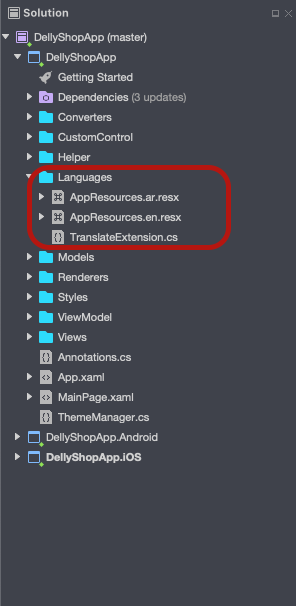 Solution
DellyShopApp (master)
DellyShopApp
Getting Started
Dependencies (3 updates)
Converters
CustomControl
Helper
Languages
AppResources.ar.resx
AppResources.en.resx
TranslateExtension.cs
Models
Renderers
Styles
ViewModel
Views
Annotations.cs
App.xaml
MainPage.xaml
ThemeManager.cs
DellyShopApp.Android
DellyShopApp.iOS